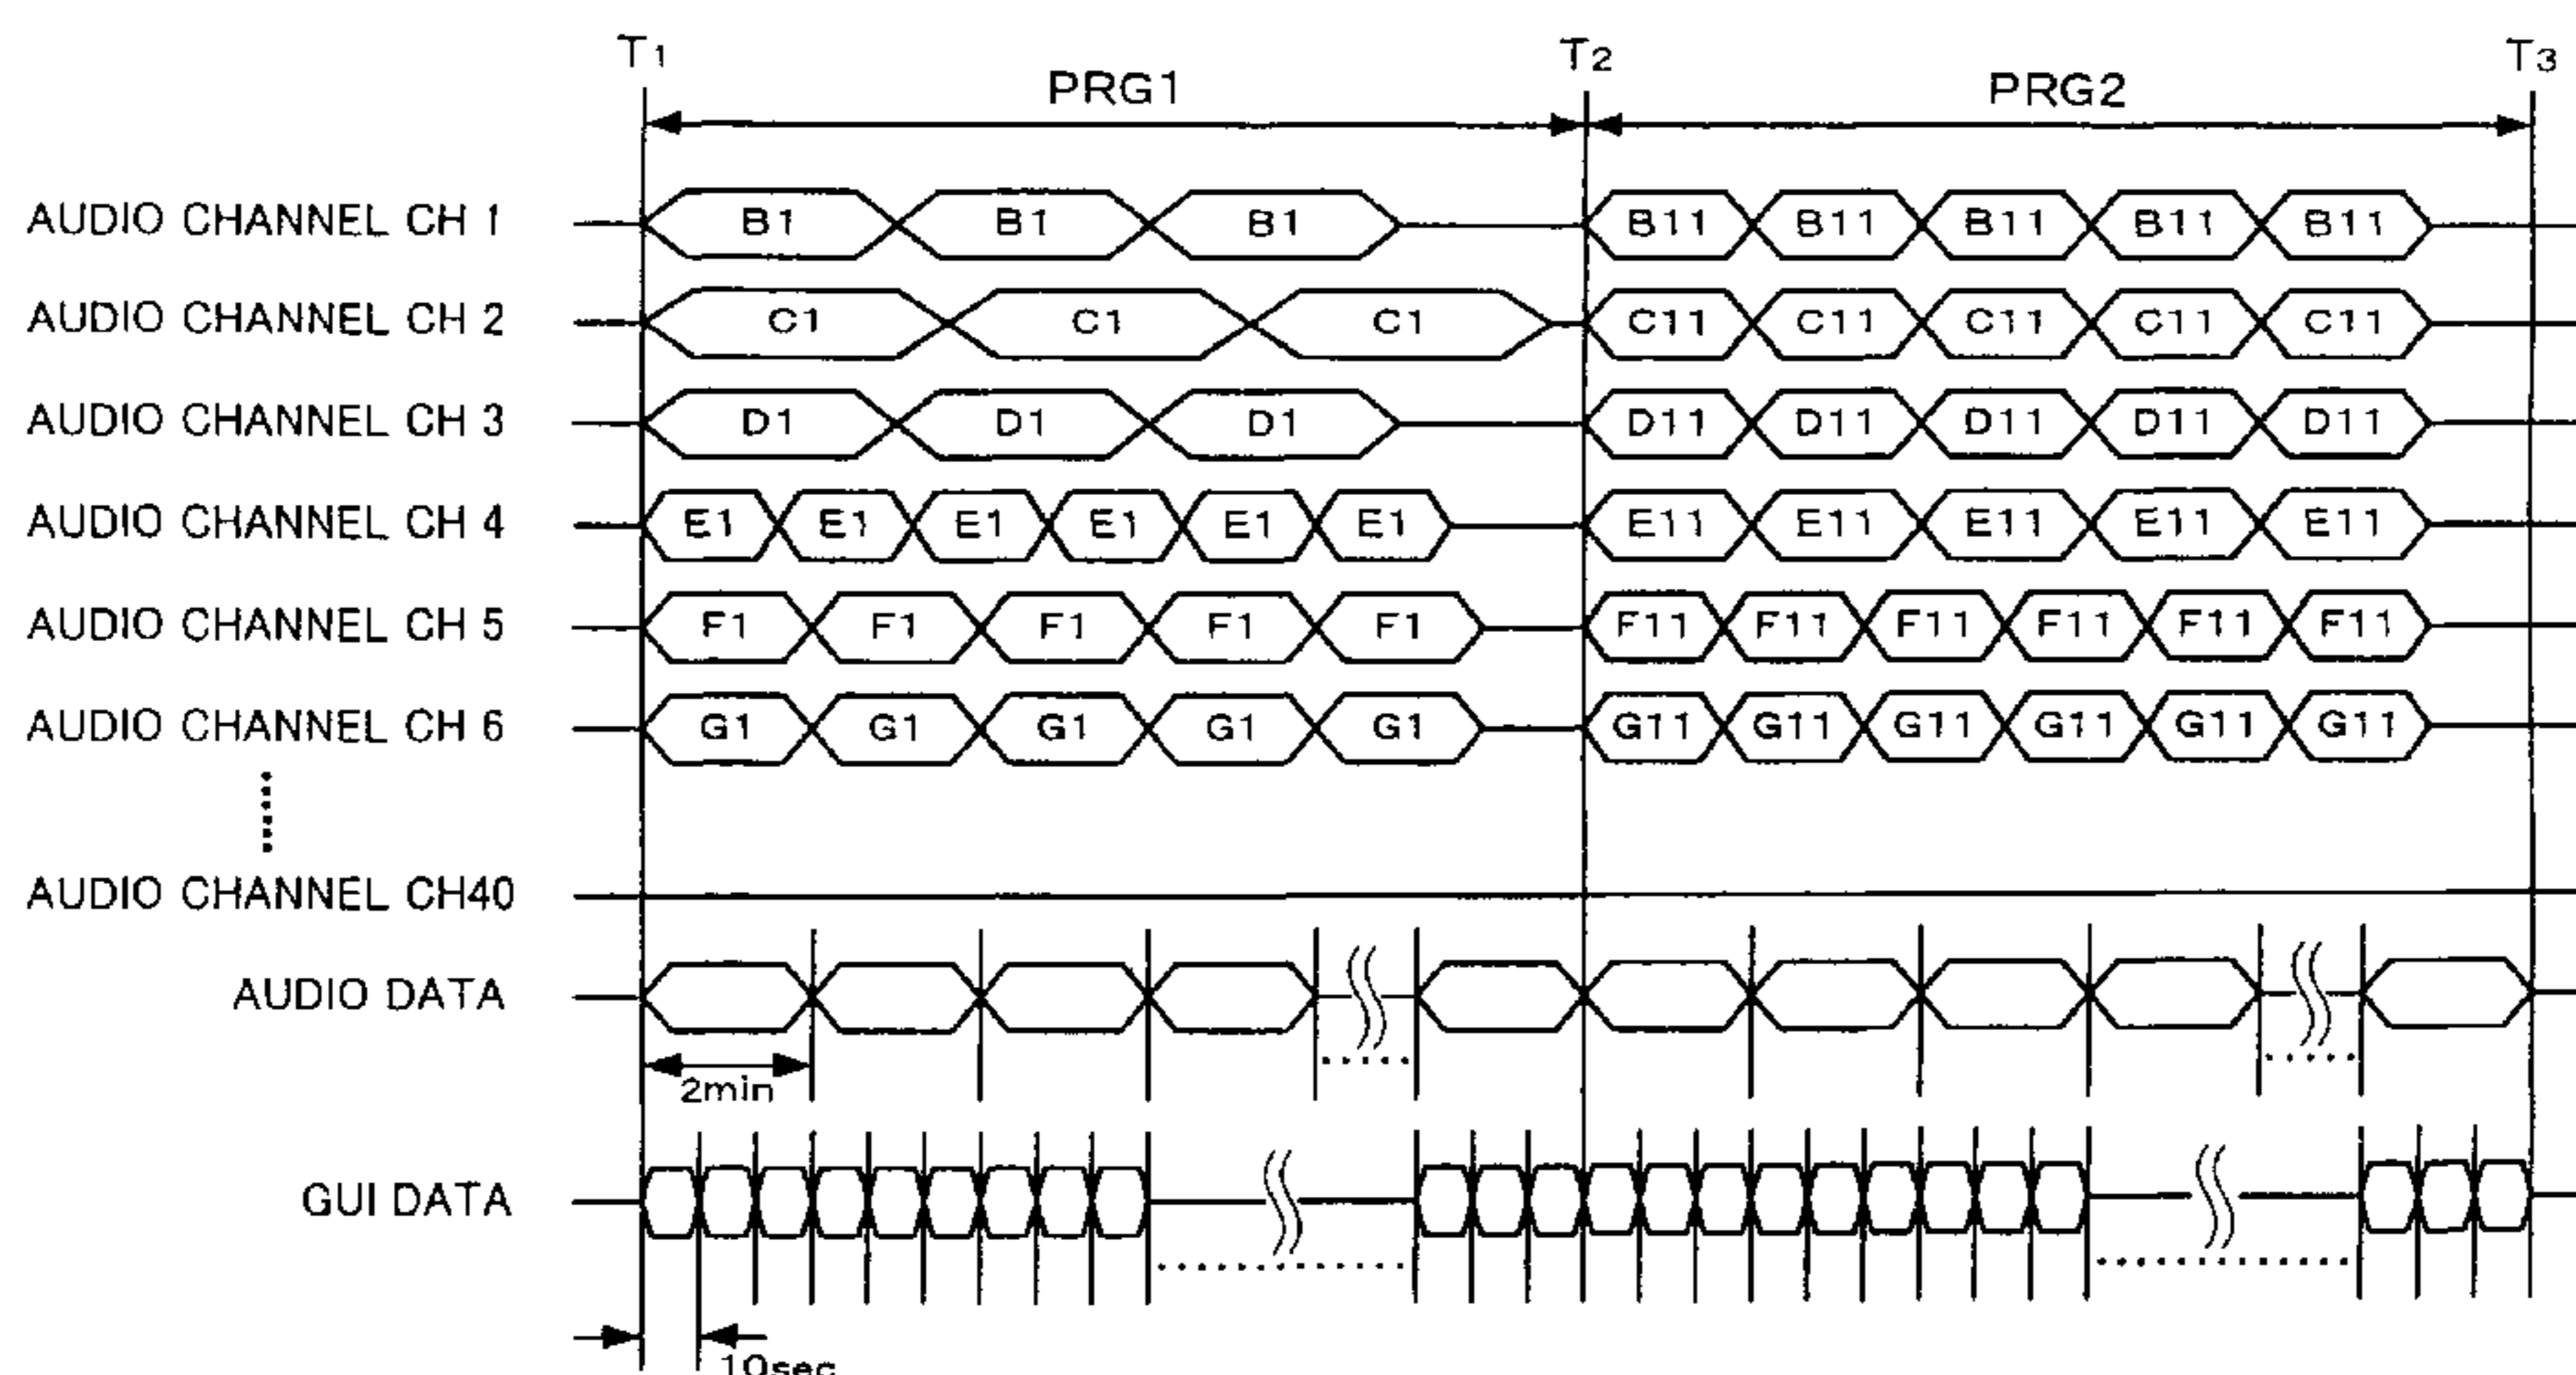 T1 T2 T3
PRG1 PRG2
AUDIO CHANNEL CH 1 B1 B1 B1 B11 B11 B11 B11 B11
AUDIO CHANNEL CH 2 C1 C1 C1 C11 C11 C11 C11 C11
AUDIO CHANNEL CH 3 D1 D1 D1 D11 D11 D11 D11 D11
AUDIO CHANNEL CH 4 E1 E1 E1 E1 E1 E1 E11 E11 E11 E11 E11
AUDIO CHANNEL CH 5 F1 F1 F1 F1 F1 F11 F11 F11 F11 F11 F11
AUDIO CHANNEL CH 6 G1 G1 G1 G1 G1 G11 G11 G11 G11 G11 G11
AUDIO CHANNEL CH40
AUDIO DATA
2min
GUI DATA
10sec